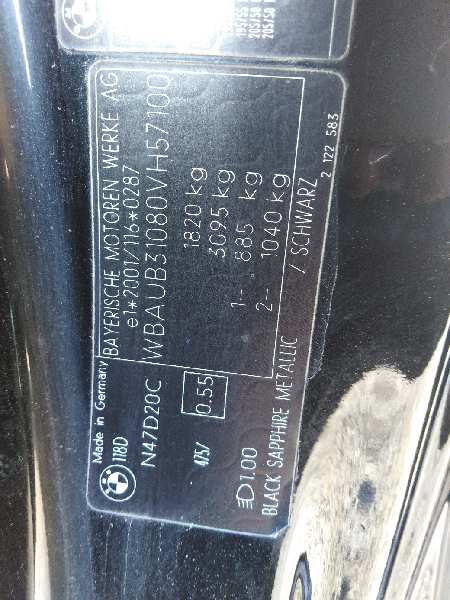 Made in Germany BAYERISCHE MOTOREN WERKE AG
118D e1*2001/116*0287
N47D20C WBAUB31080VH57100
475/ 0.55 1820 kg
3095 kg
1-- 885 kg
1.00 2-- 1040 kg
BLACK SAPPHIRE METALLIC / SCHWARZ
2 122 583